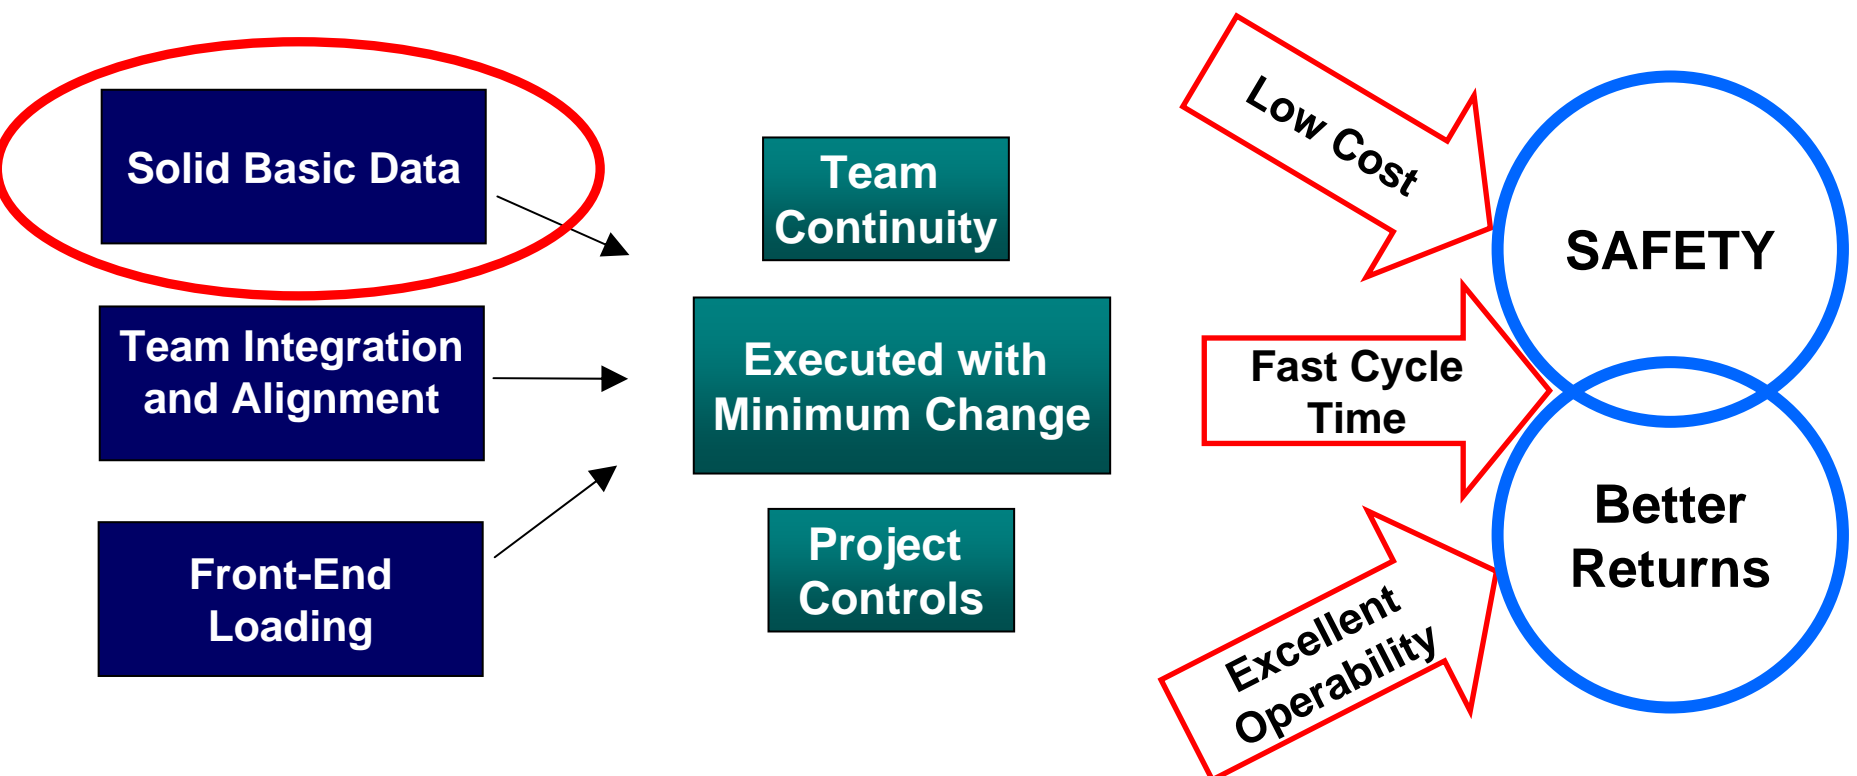 Solid Basic Data
Team Integration
and Alignment
Front-End
Loading
Team
Continuity
Executed with
Minimum Change
Project
Controls
Low Cost
Fast Cycle
Time
Excellent
Operability
SAFETY
Better
Returns